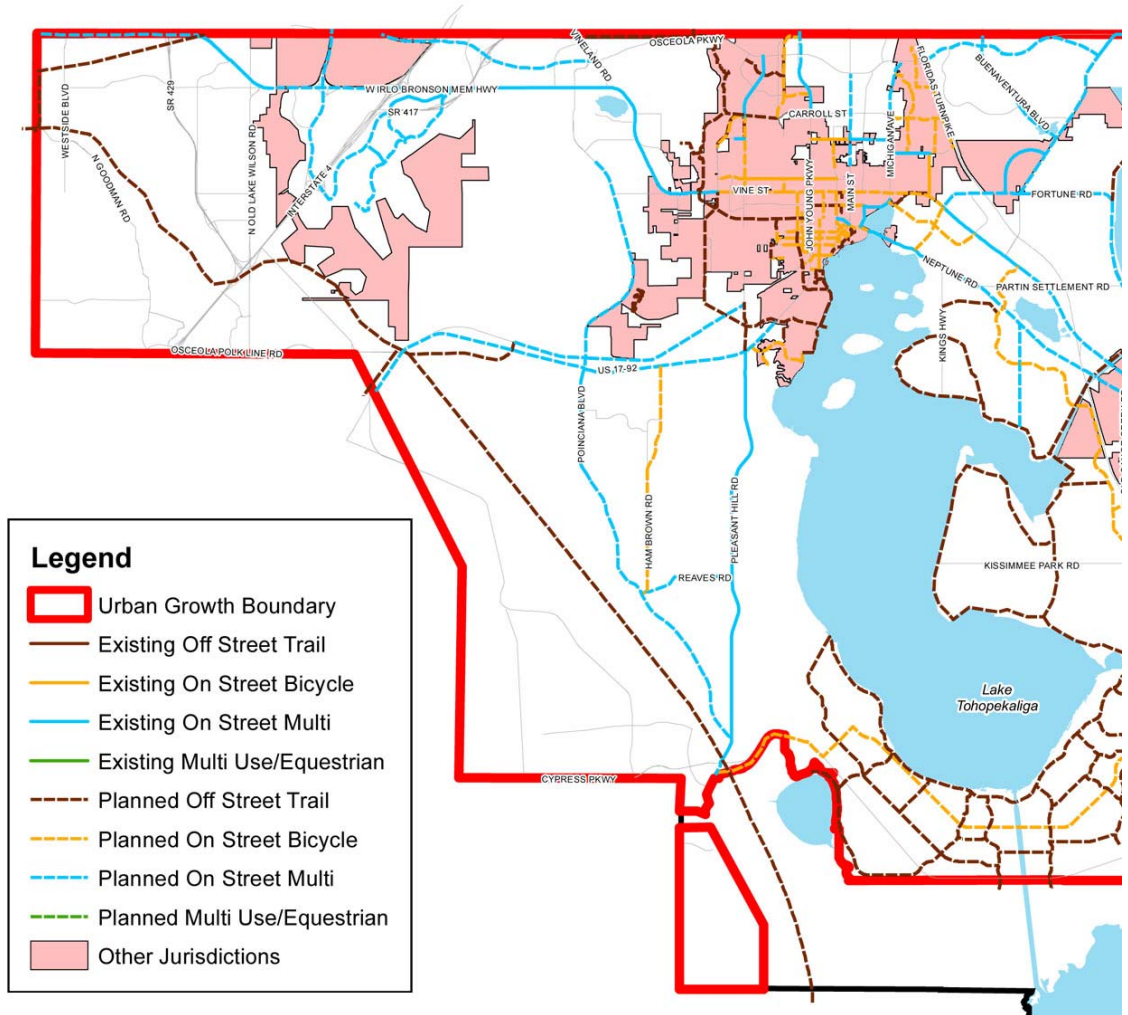 VINELAND RD
OSCEOLA PKWY
FLORIDAS TURNPIKE
BUENAVENTURA BLVD
WESTSIDE BLVD
SR 429
W IRLO BRONSON MEM HWY
SR 417
CARROLL ST
MICHIGAN AVE
N GOODMAN RD
N OLD LAKE WILSON RD
INTERSTATE 4
VINE ST
JOHN YOUNG PKWY
MAIN ST
FORTUNE RD
NEPTUNE RD
PARTIN SETTLEMENT RD
KINGS HWY
OSCEOLA POLK LINE RD
US 17-92
POINCIANA BLVD
HAM BROWN RD
PLEASANT HILL RD
REAVES RD
KISSIMMEE PARK RD
Lake
Tohopekaliga
CYPRESS PKWY
Legend
Urban Growth Boundary
Existing Off Street Trail
Existing On Street Bicycle
Existing On Street Multi
Existing Multi Use/Equestrian
Planned Off Street Trail
Planned On Street Bicycle
Planned On Street Multi
Planned Multi Use/Equestrian
Other Jurisdictions